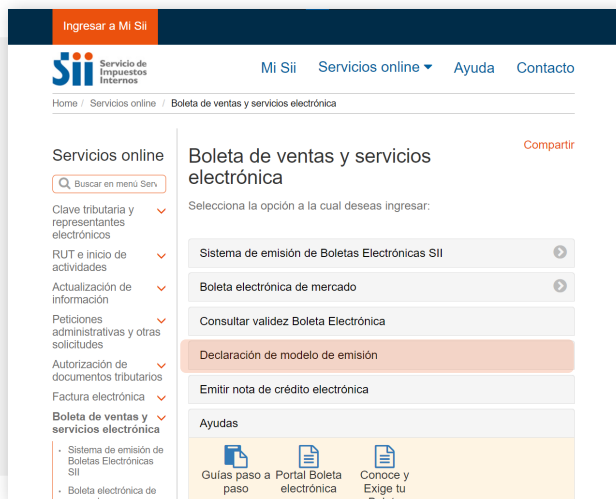 Ingresar a Mi Sii
Sii Servicio de
Impuestos
Internos
Mi Sii Servicios online Ayuda Contacto
Home / Servicios online / Boleta de ventas y servicios electrónica
Servicios online
Buscar en menú Serv
Clave tributaria y
representantes
electrónicos
RUT e inicio de
actividades
Actualización de
información
Peticiones
administrativas y otras
solicitudes
Autorización de
documentos tributarios
Factura electrónica
Boleta de ventas y
servicios electrónica
Sistema de emisión de
Boletas Electrónicas
SII
Boleta electrónica de
Boleta de ventas y servicios
electrónica
Compartir
Selecciona la opción a la cual deseas ingresar:
Sistema de emisión de Boletas Electrónicas SII
Boleta electrónica de mercado
Consultar validez Boleta Electrónica
Declaración de modelo de emisión
Emitir nota de crédito electrónica
Ayudas
Guías paso a
paso
Portal Boleta
electrónica
Conoce y
Exige tu